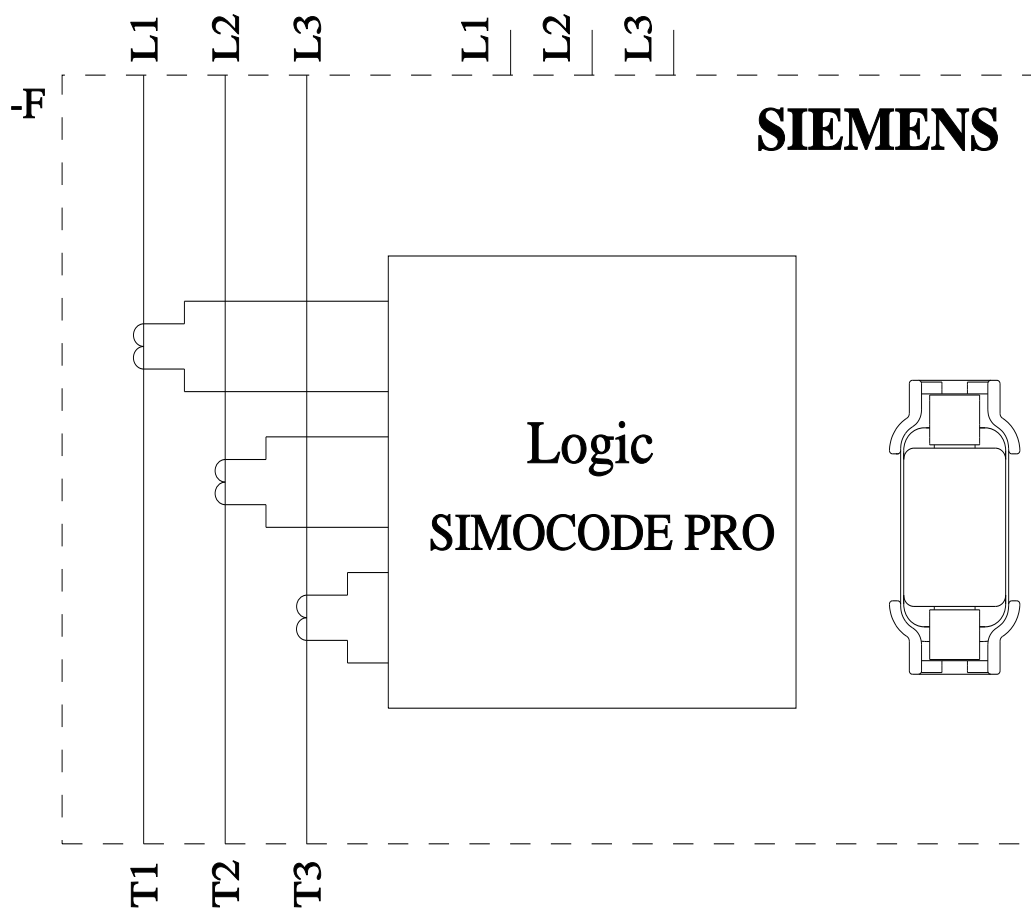 L1 L2 L3 L1 L2 L3
-F
SIEMENS
Logic
SIMOCODE PRO
T1 T2 T3